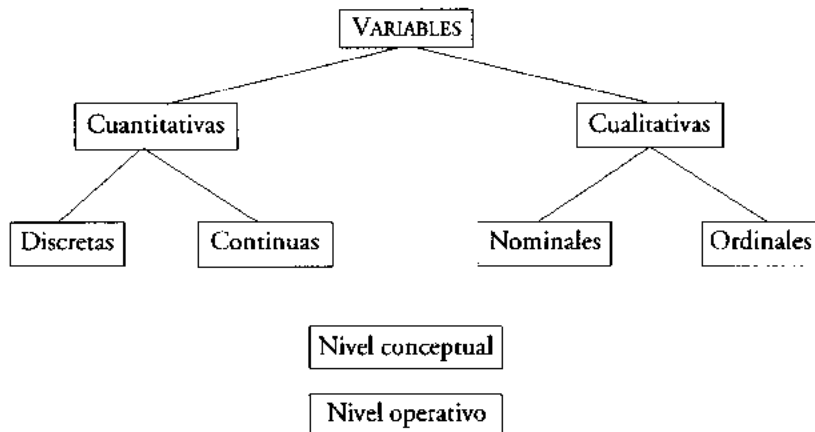 VARIABLES
Cuantitativas
Cualitativas
Discretas
Continuas
Nominales
Ordinales
Nivel conceptual
Nivel operativo